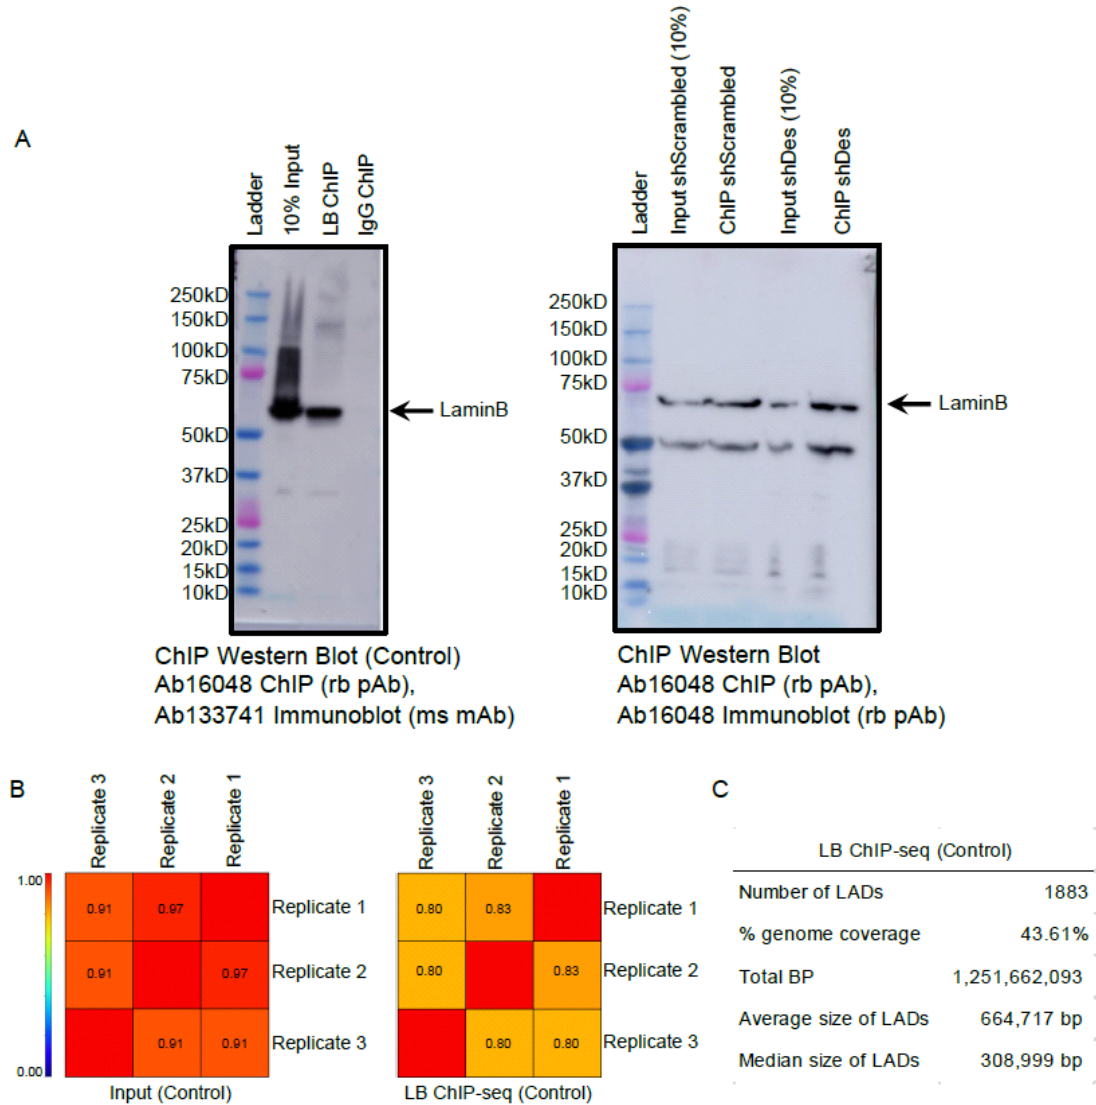 A
Ladder
10% Input
LB ChIP
IgG ChIP
250kD
150kD
100kD
75kD
50kD
37kD
25kD
20kD
15kD
10kD
LaminB
ChIP Western Blot (Control)
Ab16048 ChIP (rb pAb),
Ab133741 Immunoblot (ms mAb)
Ladder
Input shScrambled (10%)
ChIP shScrambled
Input shDes (10%)
ChIP shDes
2
250kD
150kD
100kD
75kD
50kD
37kD
25kD
20kD
15kD
10kD
LaminB
ChIP Western Blot
Ab16048 ChIP (rb pAb),
Ab16048 Immunoblot (rb pAb)
B
Replicate 3
Replicate 2
Replicate 1
1.00
0.00
0.91 0.97 Replicate 1
0.91 0.97 Replicate 2
0.91 0.91 Replicate 3
Input (Control)
Replicate 3
Replicate 2
Replicate 1
0.80 0.83 Replicate 1
0.80 0.83 Replicate 2
0.80 0.80 Replicate 3
LB ChIP-seq (Control)
C
LB ChIP-seq (Control)
Number of LADs 1883
% genome coverage 43.61%
Total BP 1,251,662,093
Average size of LADs 664,717 bp
Median size of LADs 308,999 bp